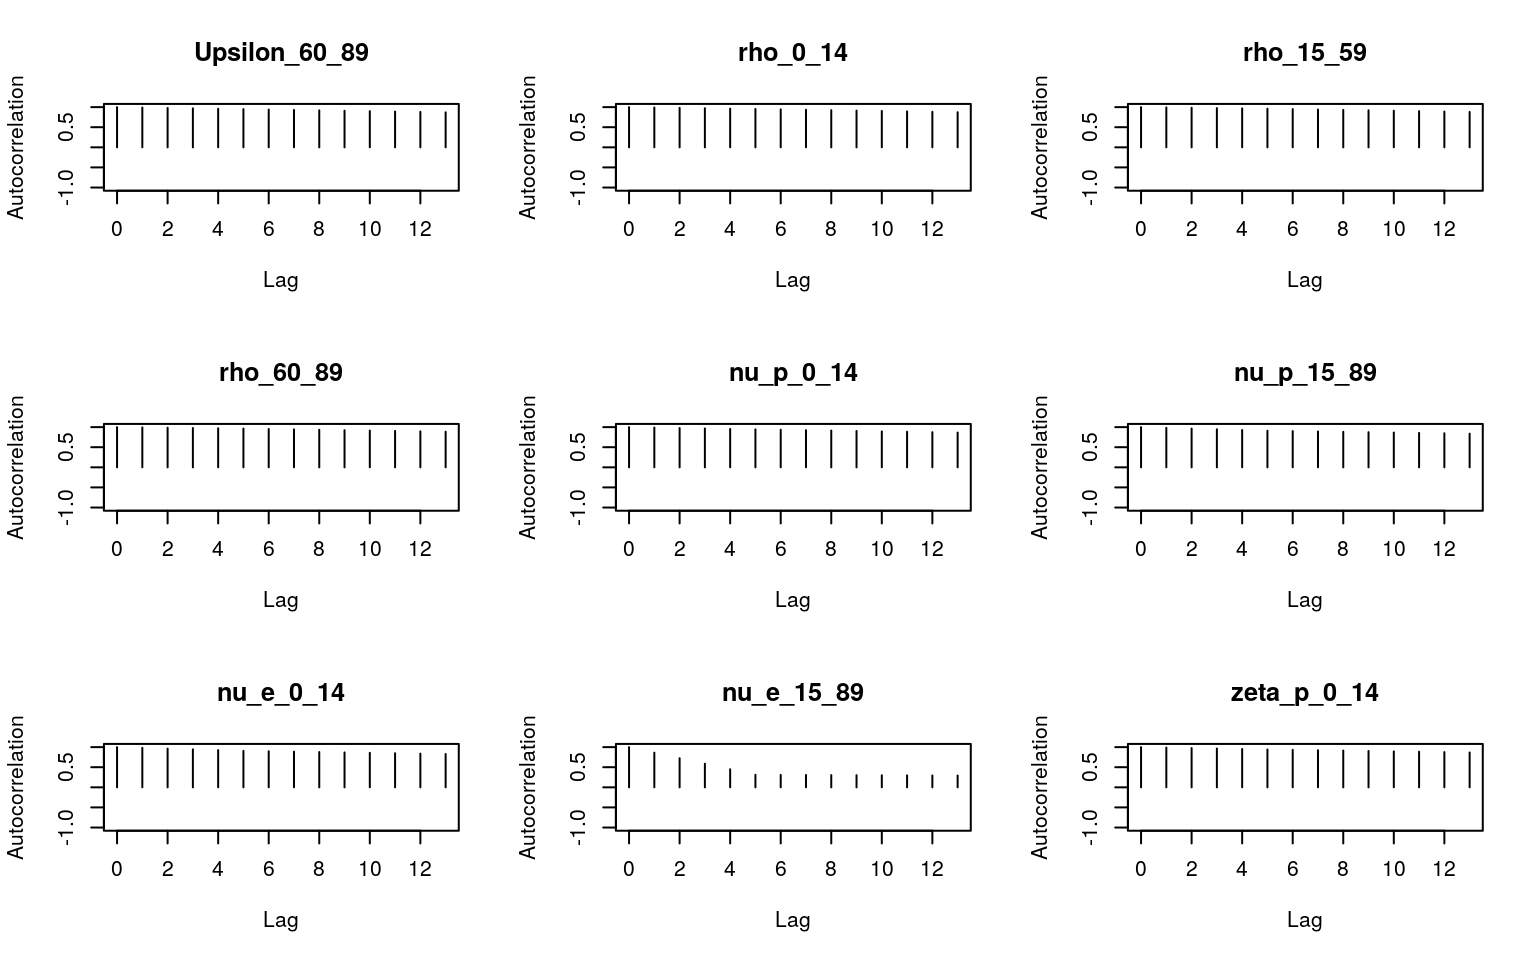 Upsilon_60_89
rho_0_14
rho_15_59
Autocorrelation
0.5
-1.0
0 2 4 6 8 10 12
Lag
Autocorrelation
0.5
-1.0
0 2 4 6 8 10 12
Lag
Autocorrelation
0.5
-1.0
0 2 4 6 8 10 12
Lag
rho_60_89
nu_p_0_14
nu_p_15_89
Autocorrelation
0.5
-1.0
0 2 4 6 8 10 12
Lag
Autocorrelation
0.5
-1.0
0 2 4 6 8 10 12
Lag
Autocorrelation
0.5
-1.0
0 2 4 6 8 10 12
Lag
nu_e_0_14
nu_e_15_89
zeta_p_0_14
Autocorrelation
0.5
-1.0
0 2 4 6 8 10 12
Lag
Autocorrelation
0.5
-1.0
0 2 4 6 8 10 12
Lag
Autocorrelation
0.5
-1.0
0 2 4 6 8 10 12
Lag